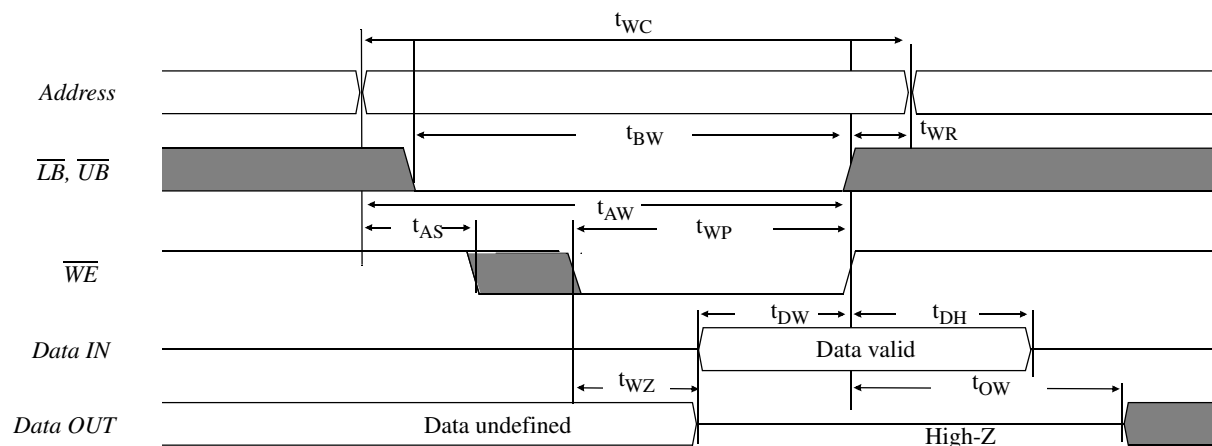 tWC
Address
tBW
tWR
LB, UB
tAW
tAS
tWP
WE
tDW
tDH
Data IN
Data valid
tWZ
tOW
Data OUT
Data undefined
High-Z